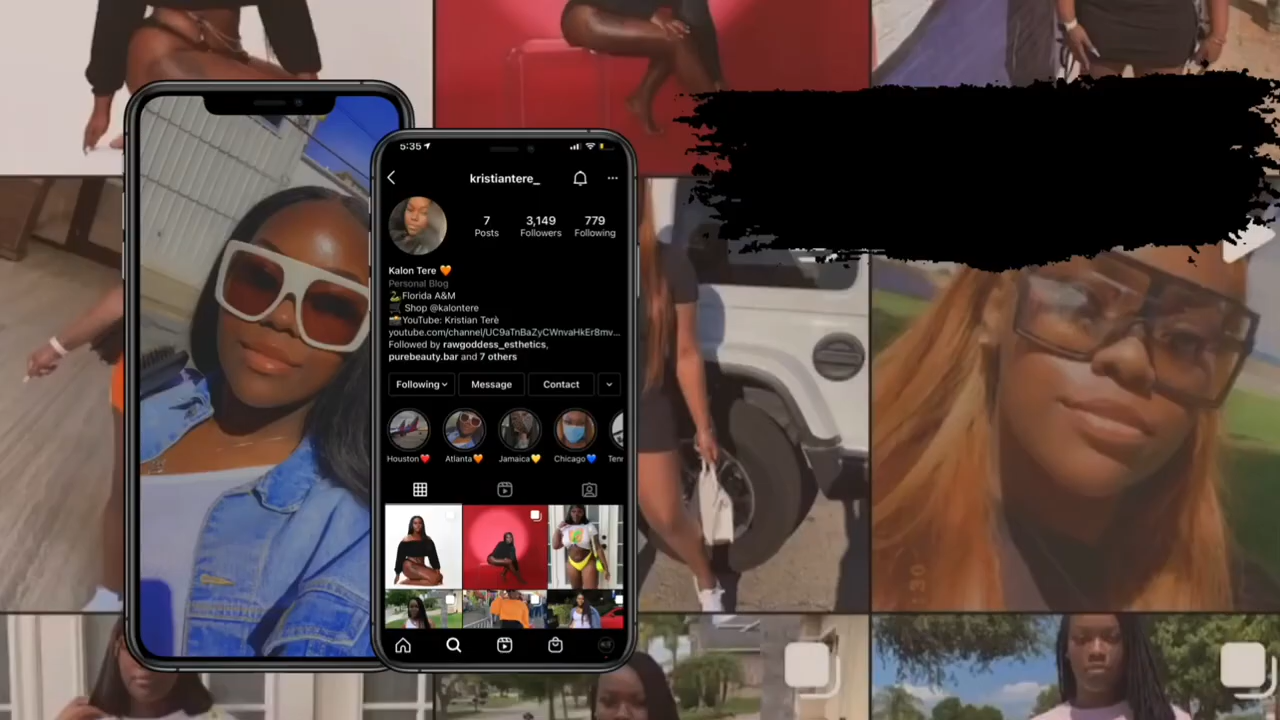 5:35
kristiantere_
7
3,149
779
Posts
Followers
Following
Kalon Tere 🧡
Personal Blog
🐍Florida A&M
🛒 Shop @kalontere
📸YouTube: Kristian Terè
youtube.com/channel/UC9aTnBaZyCWnvaHkEr8mv...
Followed by rawgoddess_esthetics,
purebeauty.bar and 7 others
Following
Message
Contact
Houston❤️
Atlanta🧡
Jamaica💛
Chicago💙